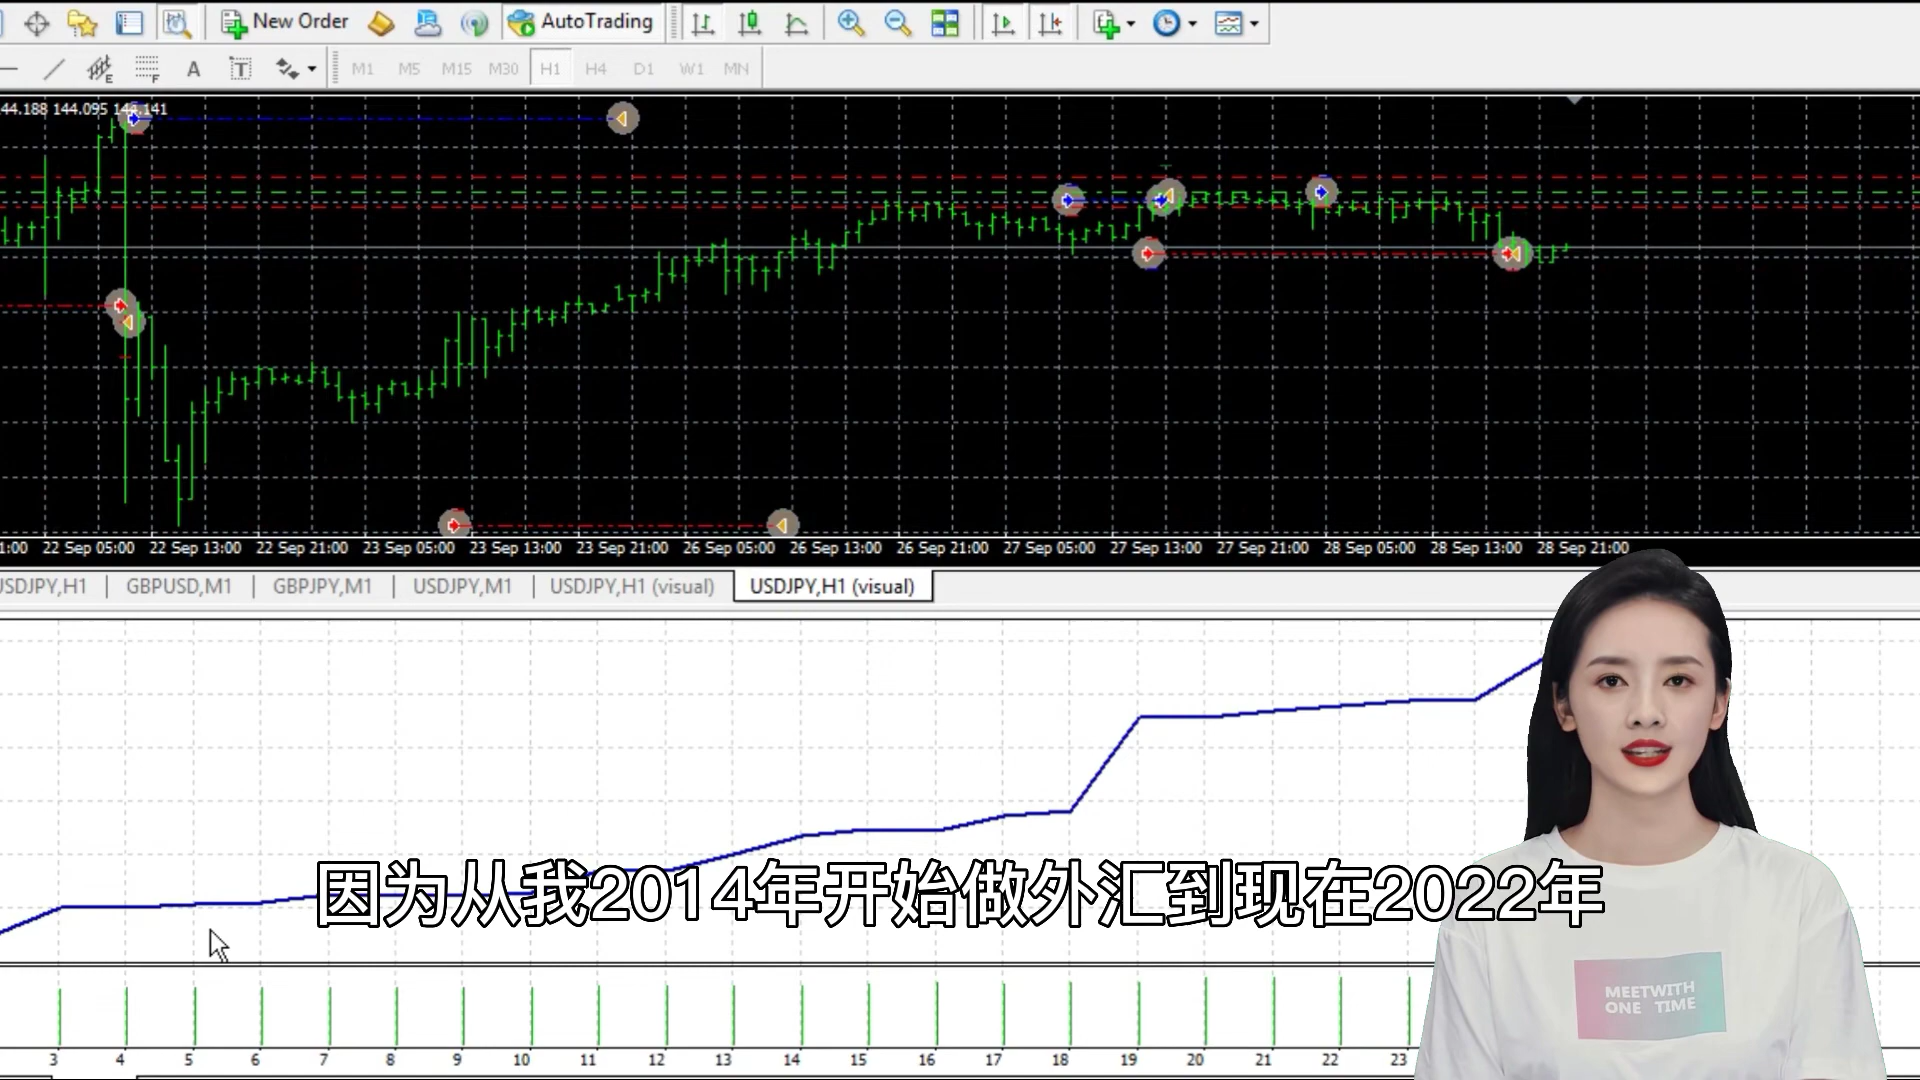 New Order
AutoTrading
A
T
M1 M5 M15 M30 H1 H4 D1 W1 MN
44.188 144.095 144.141
1:00 22 Sep 05:00 22 Sep 13:00 22 Sep 21:00 23 Sep 05:00 23 Sep 13:00 23 Sep 21:00 26 Sep 05:00 26 Sep 13:00 26 Sep 21:00 27 Sep 05:00 27 Sep 13:00 27 Sep 21:00 28 Sep 05:00 28 Sep 13:00 28 Sep 21:00
USDJPY,H1 | GBPUSD,M1 | GBPJPY,M1 | USDJPY,M1 | USDJPY,H1 (visual) USDJPY,H1 (visual)
因为从我2014年开始做外汇到现在2022年
MEETWITH
ONE TIME
3 4 5 6 7 8 9 10 11 12 13 14 15 16 17 18 19 20 21 22 23